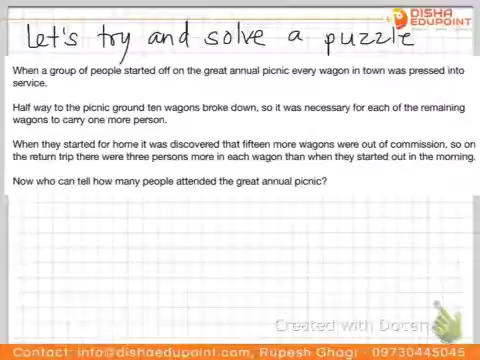 DISHA
EDUPOINT
Let's try and solve a puzzle
When a group of people started off on the great annual picnic every wagon in town was pressed into
service.
Half way to the picnic ground ten wagons broke down, so it was necessary for each of the remaining
wagons to carry one more person.
When they started for home it was discovered that fifteen more wagons were out of commission, so on
the return trip there were three persons more in each wagon than when they started out in the morning.
Now who can tell how many people attended the great annual picnic?
Created with Docer
Contact: info@dishaedupoint.com, Rupesh Ghagi - 09730445045